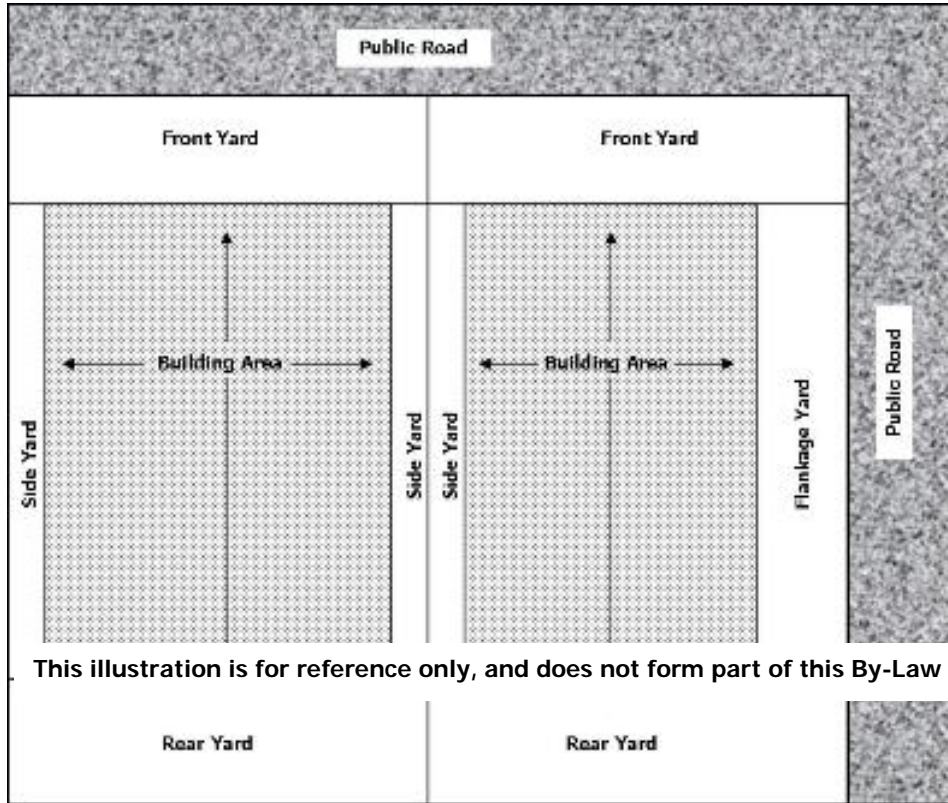 Public Road
Front Yard
Front Yard
Building Area
Building Area
Side Yard
Side Yard
Side Yard
Flankage Yard
Public Road
This illustration is for reference only, and does not form part of this By-Law
Rear Yard
Rear Yard